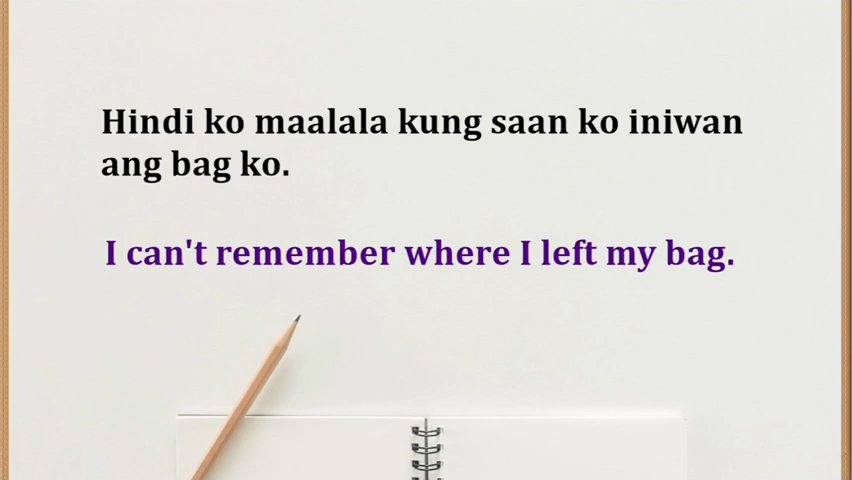 Hindi ko maalala kung saan ko iniwan
ang bag ko.
I can't remember where I left my bag.